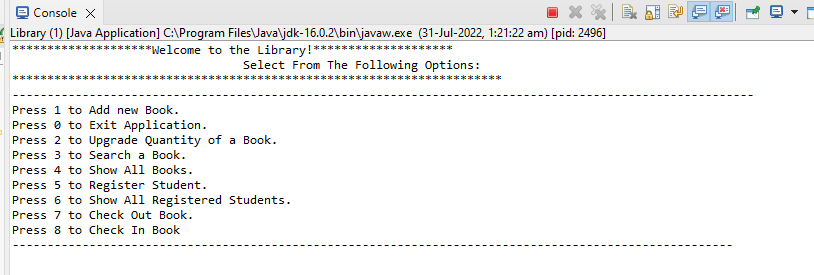 Console
Library (1) [Java Application] C:\Program Files\Java\jdk-16.0.2\bin\javaw.exe (31-Jul-2022, 1:21:22 am) [pid: 2496]
********************Welcome to the Library!********************
Select From The Following Options:
**********************************************************************
----------------------------------------------------------------------------------------------------------
Press 1 to Add new Book.
Press 0 to Exit Application.
Press 2 to Upgrade Quantity of a Book.
Press 3 to Search a Book.
Press 4 to Show All Books.
Press 5 to Register Student.
Press 6 to Show All Registered Students.
Press 7 to Check Out Book.
Press 8 to Check In Book
-------------------------------------------------------------------------------------------------------